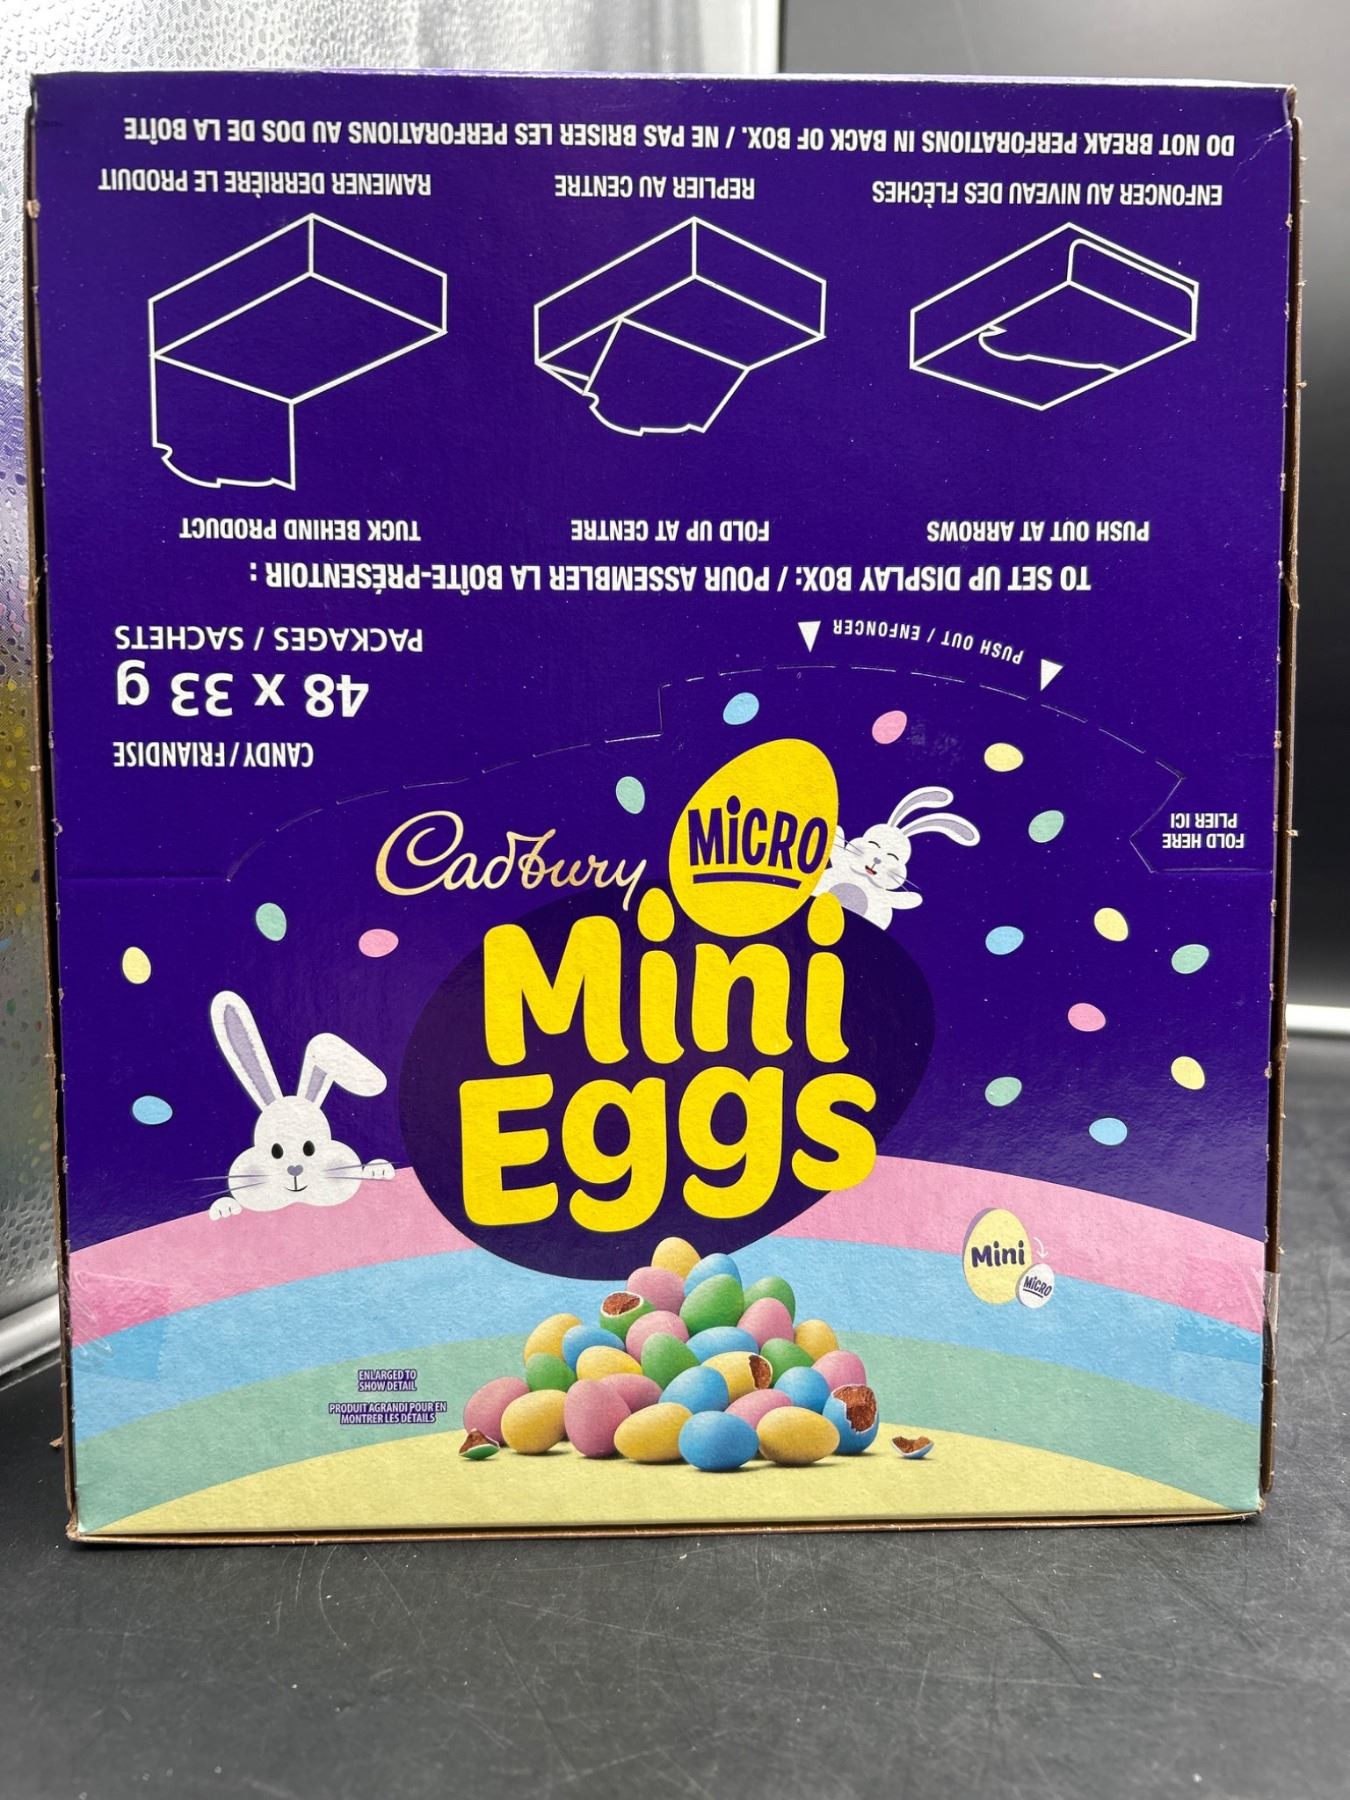 Cadbury
MiCRO
Mini
Eggs
Mini
MiCRO
ENLARGED TO
SHOW DETAIL
PRODUIT AGRANDI POUR EN
MONTRER LES DÉTAILS
FOLD HERE
PLIER ICI
CANDY / FRIANDISE
48 x 33 g
PACKAGES / SACHETS
PUSH OUT / ENFONCER
TO SET UP DISPLAY BOX: / POUR ASSEMBLER LA BOÎTE-PRÉSENTOIR :
PUSH OUT AT ARROWS
FOLD UP AT CENTRE
TUCK BEHIND PRODUCT
ENFONCER AU NIVEAU DES FLÈCHES
REPLIER AU CENTRE
RAMENER DERRIÈRE LE PRODUIT
DO NOT BREAK PERFORATIONS IN BACK OF BOX. / NE PAS BRISER LES PERFORATIONS AU DOS DE LA BOÎTE